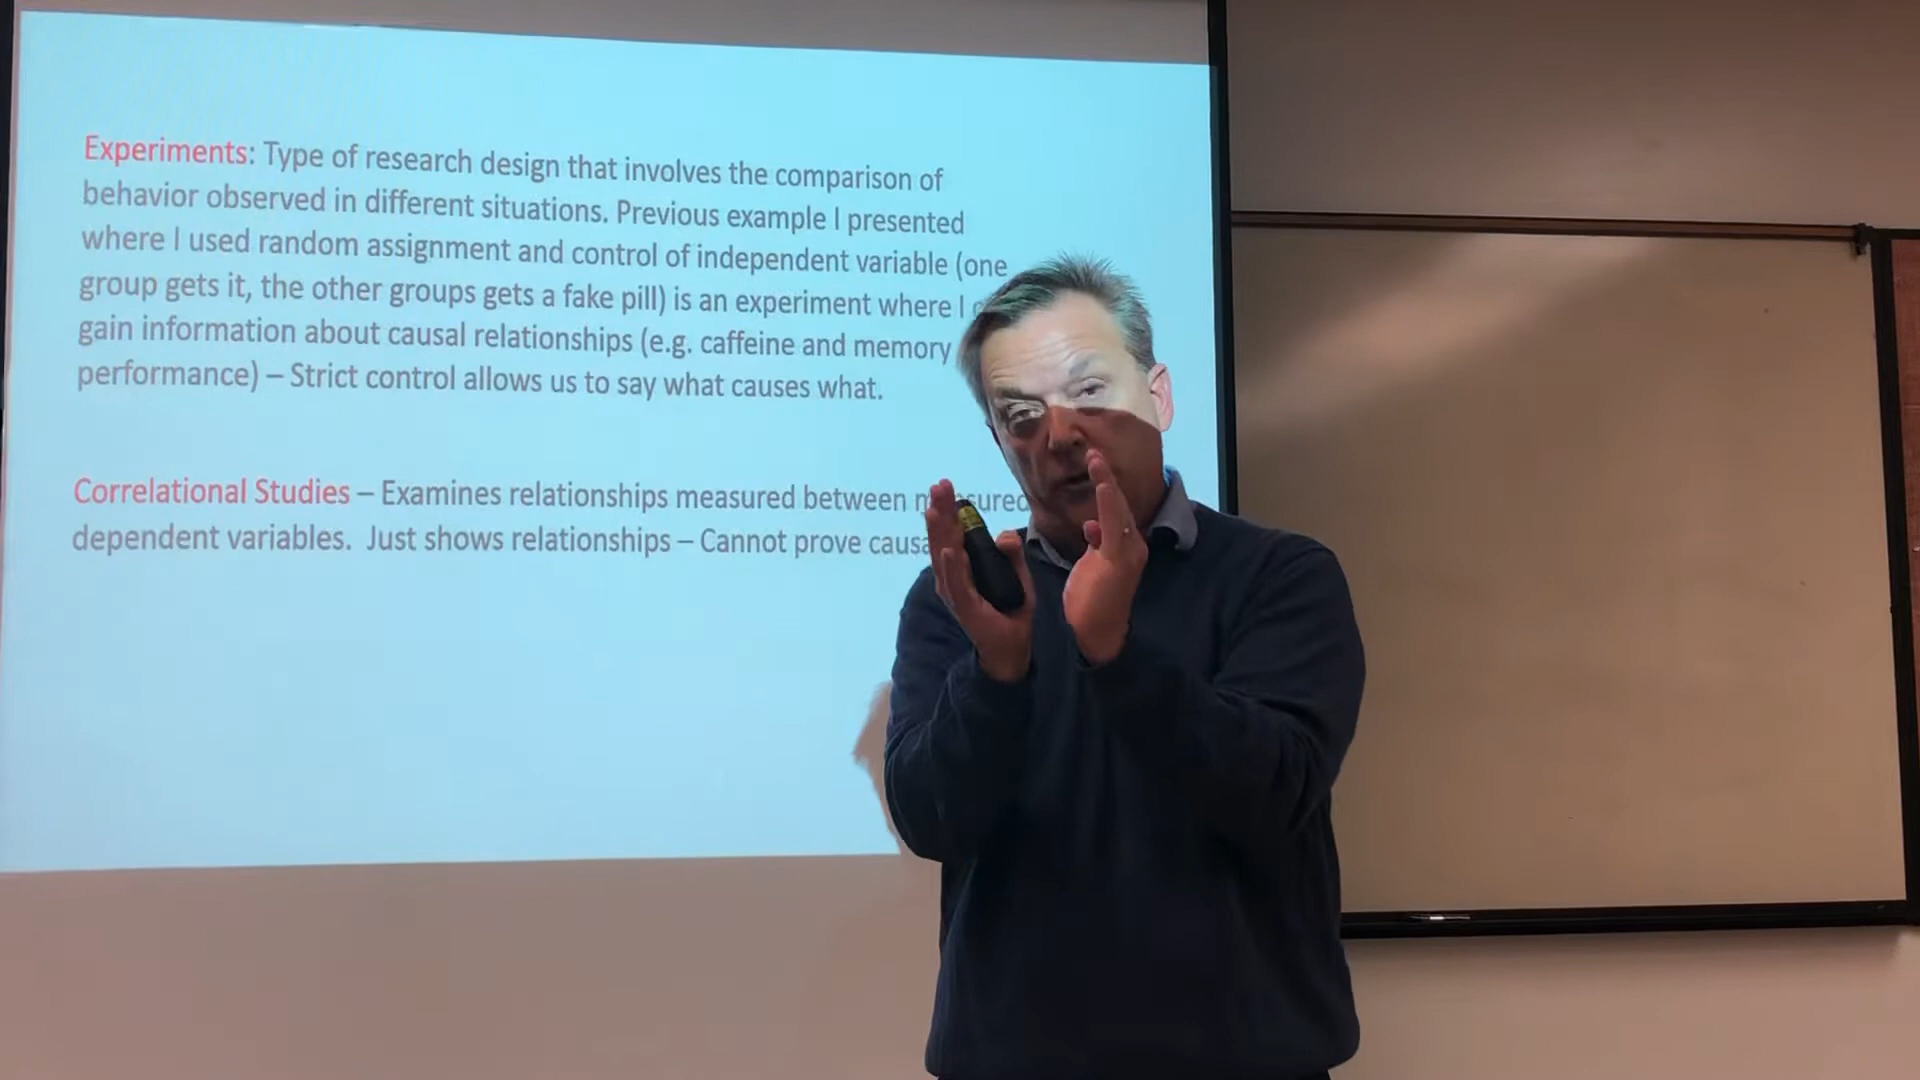 Experiments: Type of research design that involves the comparison of
behavior observed in different situations. Previous example I presented
where I used random assignment and control of independent variable (one
group gets it, the other groups gets a fake pill) is an experiment where I
gain information about causal relationships (e.g. caffeine and memory
performance) – Strict control allows us to say what causes what.
Correlational Studies – Examines relationships measured between measured
dependent variables. Just shows relationships – Cannot prove